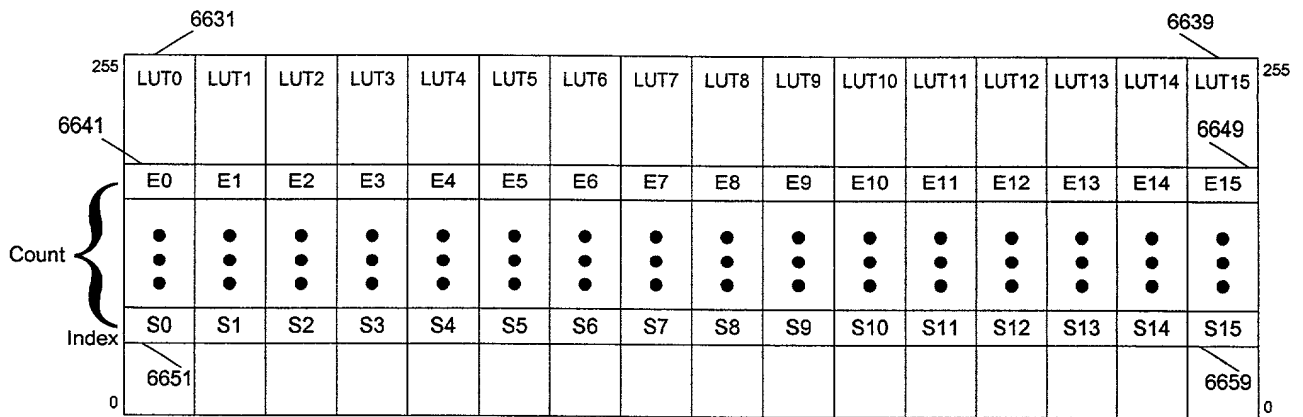 6631 6639
255 LUT0 LUT1 LUT2 LUT3 LUT4 LUT5 LUT6 LUT7 LUT8 LUT9 LUT10 LUT11 LUT12 LUT13 LUT14 LUT15 255
6641 6649
E0 E1 E2 E3 E4 E5 E6 E7 E8 E9 E10 E11 E12 E13 E14 E15
Count
Index S0 S1 S2 S3 S4 S5 S6 S7 S8 S9 S10 S11 S12 S13 S14 S15
6651 6659
0 0